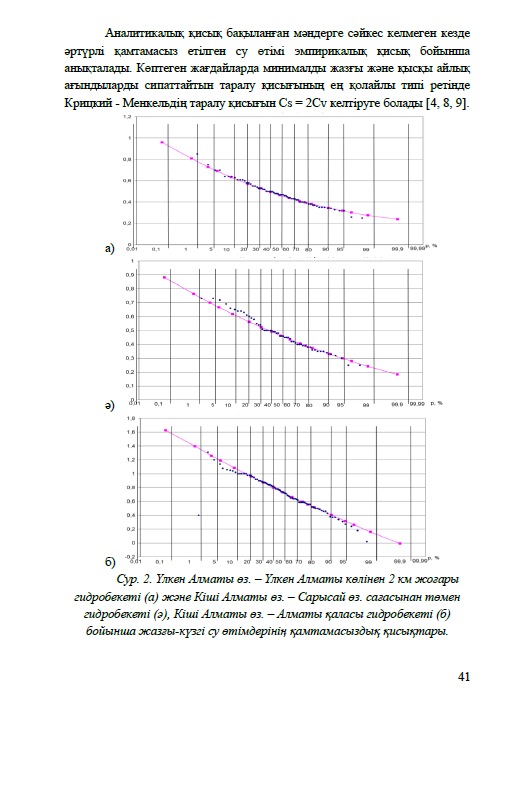 Аналитикалық қисық бақыланған мәндерге сәйкес келмеген кезде
әртүрлі қамтамасыз етілген су өтімі эмпирикалық қисық бойынша
анықталады. Көптеген жағдайларда минималды жазғы және қысқы айлық
ағындыларды сипаттайтын таралу қисығының ең қолайлы типі ретінде
Крицкий - Менкельдің таралу қисығын Cs = 2Cv келтіруге болады [4, 8, 9].
1,2
1
0,8
0,6
0,4
0,2
0
а)
0,01 0,1 1 5 10 20 30 40 50 60 70 80 90 95 99 99,9 99,99 p, %
1
0,9
0,8
0,7
0,6
0,5
0,4
0,3
0,2
0,1
0
ә)
0,01 0,1 1 5 10 20 30 40 50 60 70 80 90 95 99 99,9 99,99 p, %
1,8
1,6
1,4
1,2
1
0,8
0,6
0,4
0,2
0
-0,2
б)
0,01 0,1 1 5 10 20 30 40 50 60 70 80 90 95 99 99,9 99,99 p, %
Сур. 2. Үлкен Алматы өз. – Үлкен Алматы көлінен 2 км жоғары
гидробекеті (а) және Кіші Алматы өз. – Сарысай өз. сағасынан төмен
гидробекеті (ә), Кіші Алматы өз. – Алматы қаласы гидробекеті (б)
бойынша жазғы-күзгі су өтімдерінің қамтамасыздық қисықтары.
41